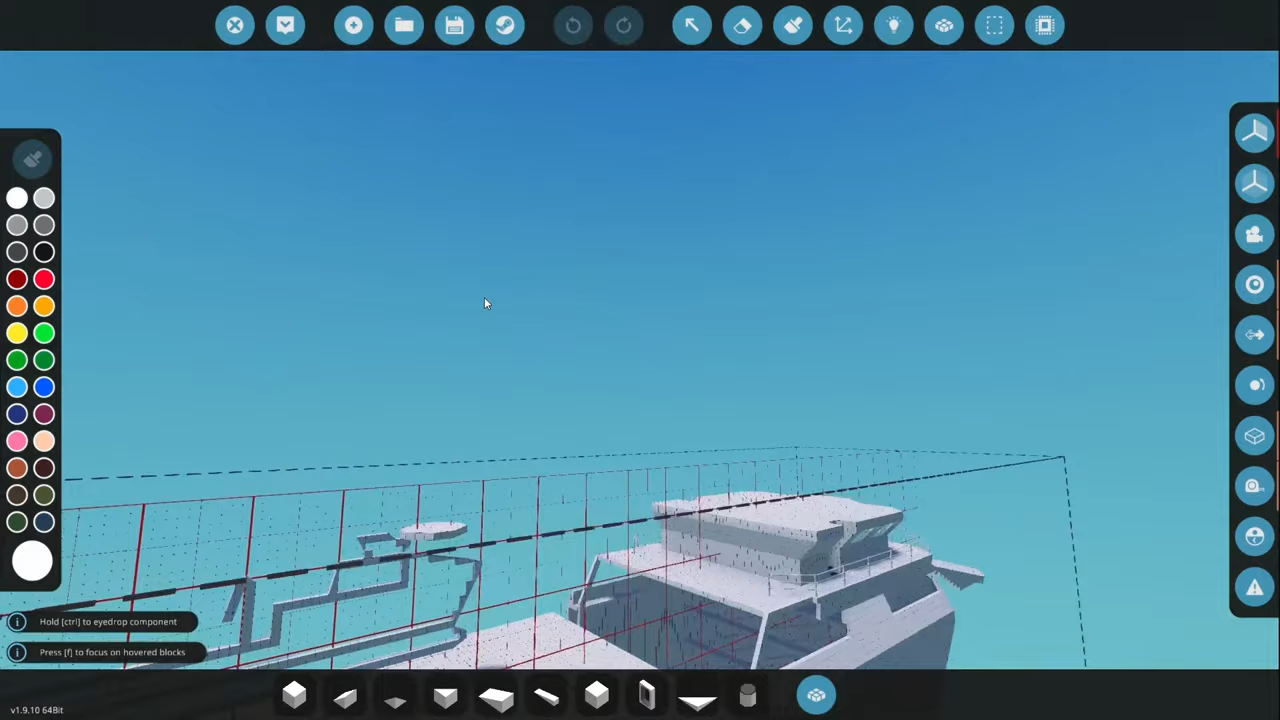 Hold [ctrl] to eyedrop component
Press [f] to focus on hovered blocks
v1.9.10 64Bit